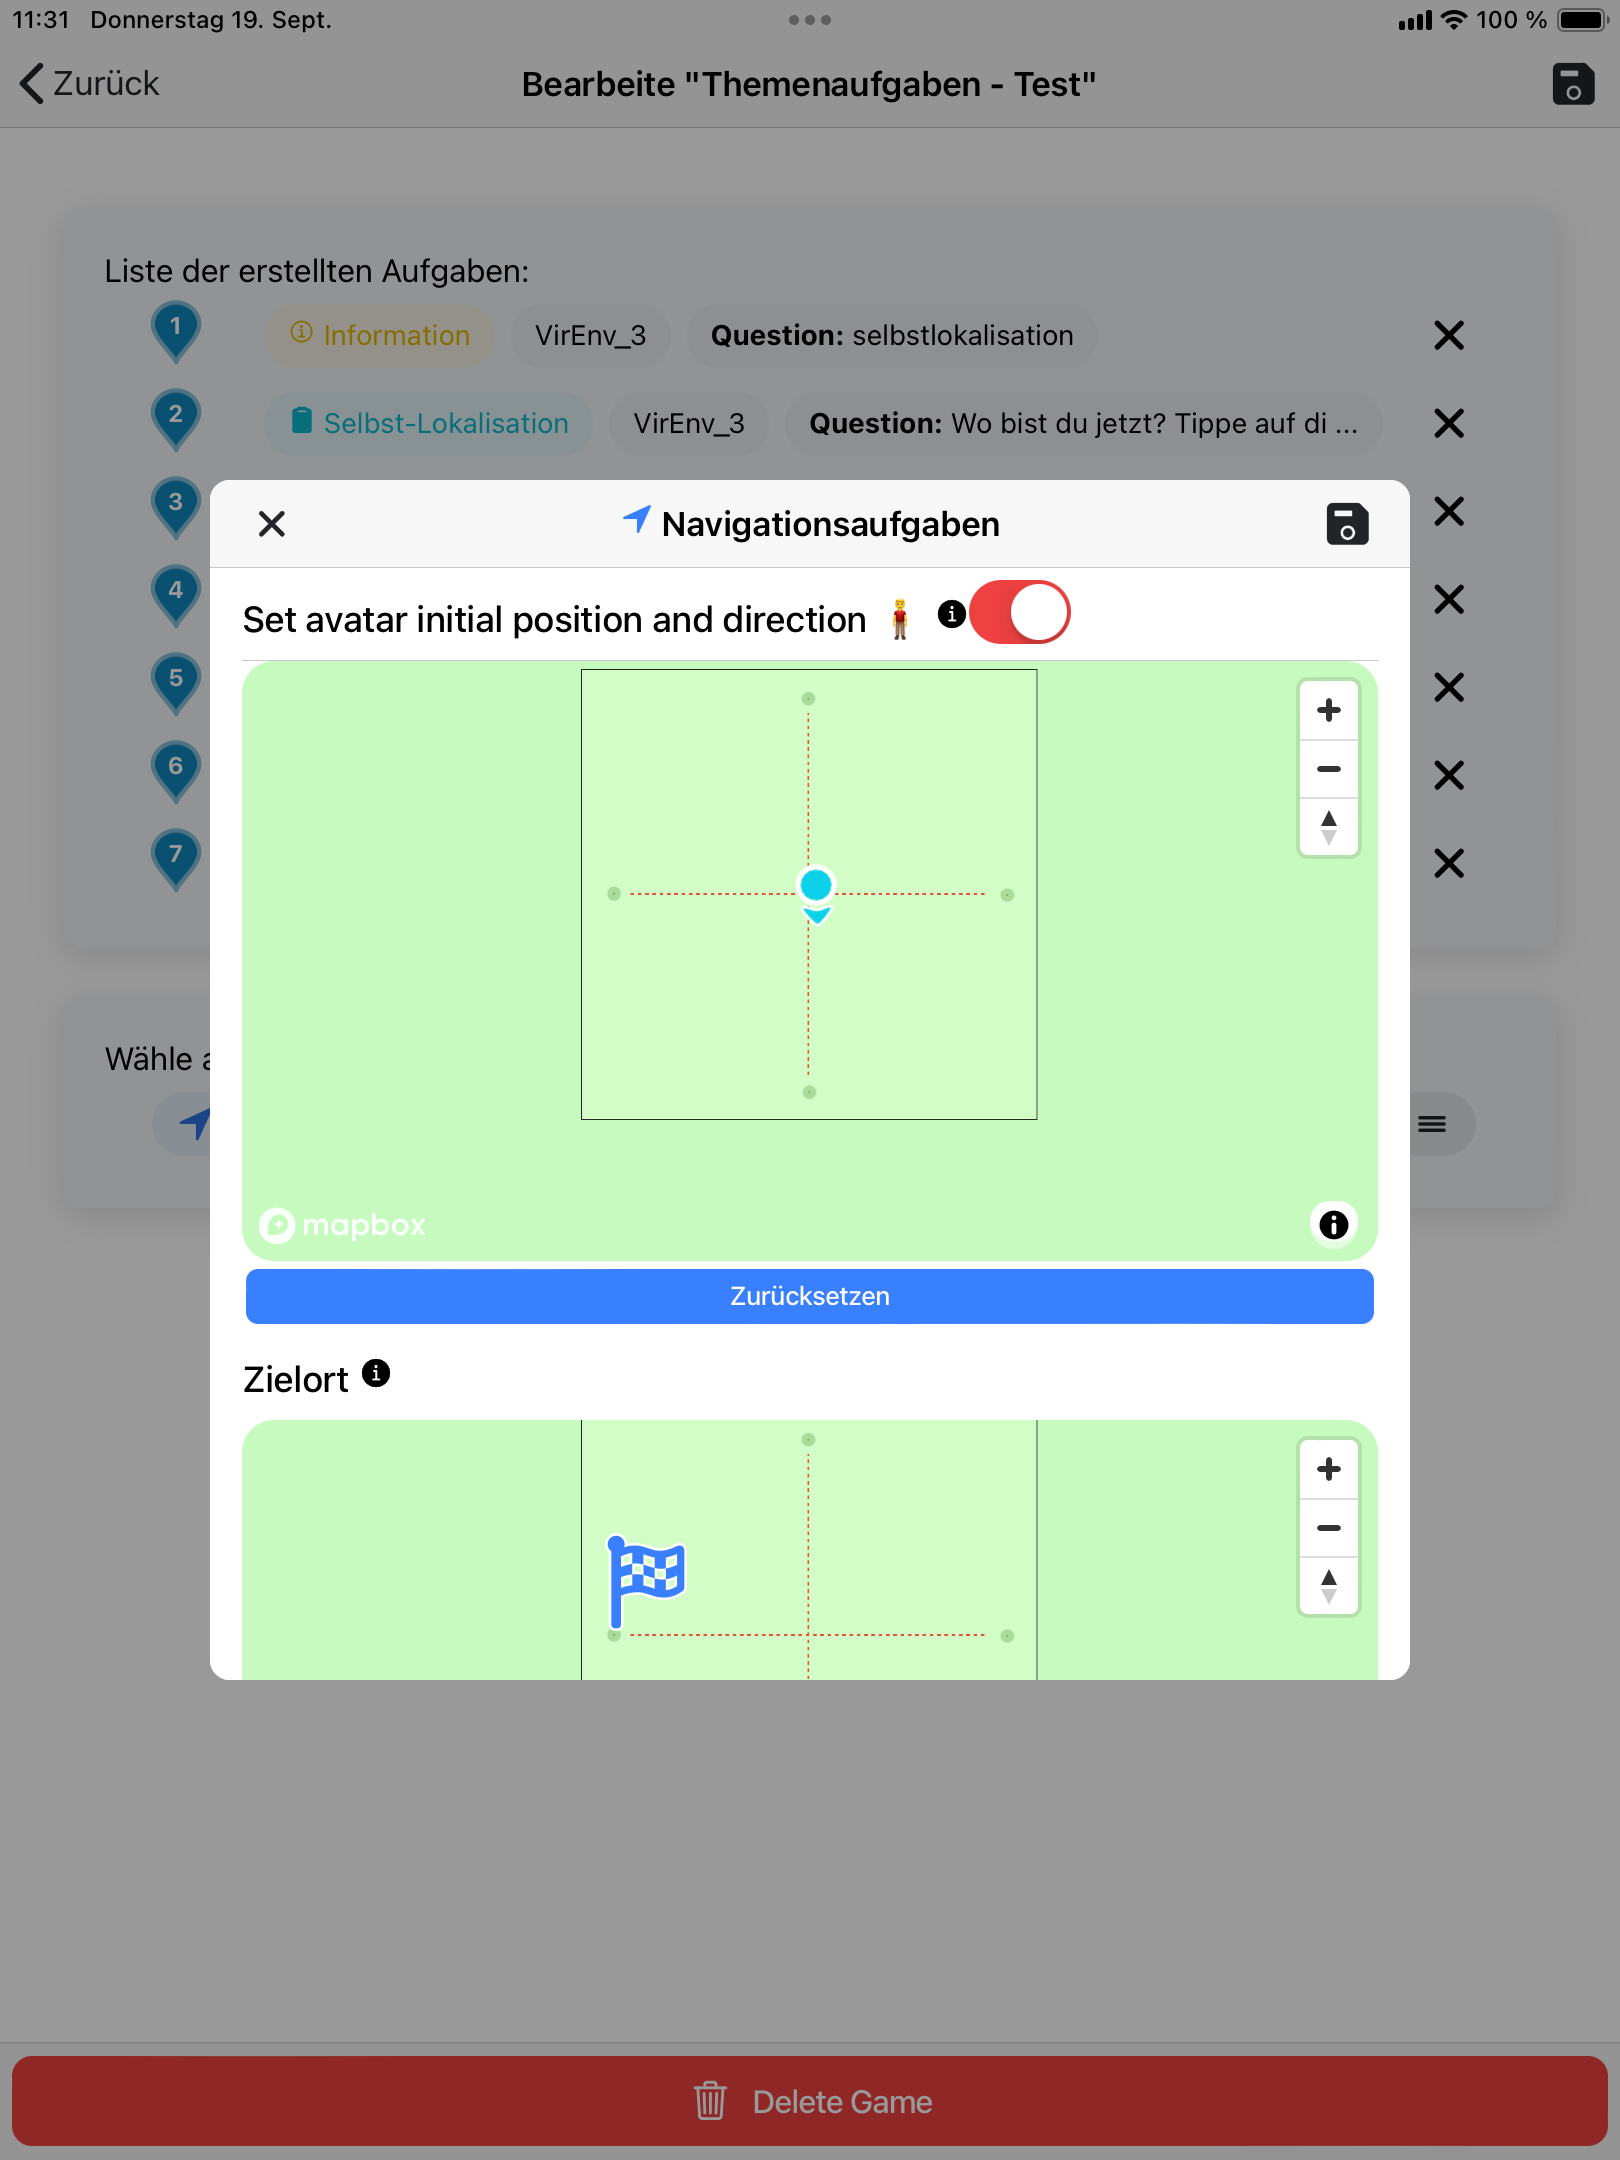 11:31 Donnerstag 19. Sept.
100 %
Zurück
Bearbeite "Themenaufgaben - Test"
Liste der erstellten Aufgaben:
1 Information VirEnv_3 Question: selbstlokalisation
2 Selbst-Lokalisation VirEnv_3 Question: Wo bist du jetzt? Tippe auf di ...
3
4
5
6
7
Navigationsaufgaben
Set avatar initial position and direction
mapbox
Zurücksetzen
Zielort
Wähle
Delete Game